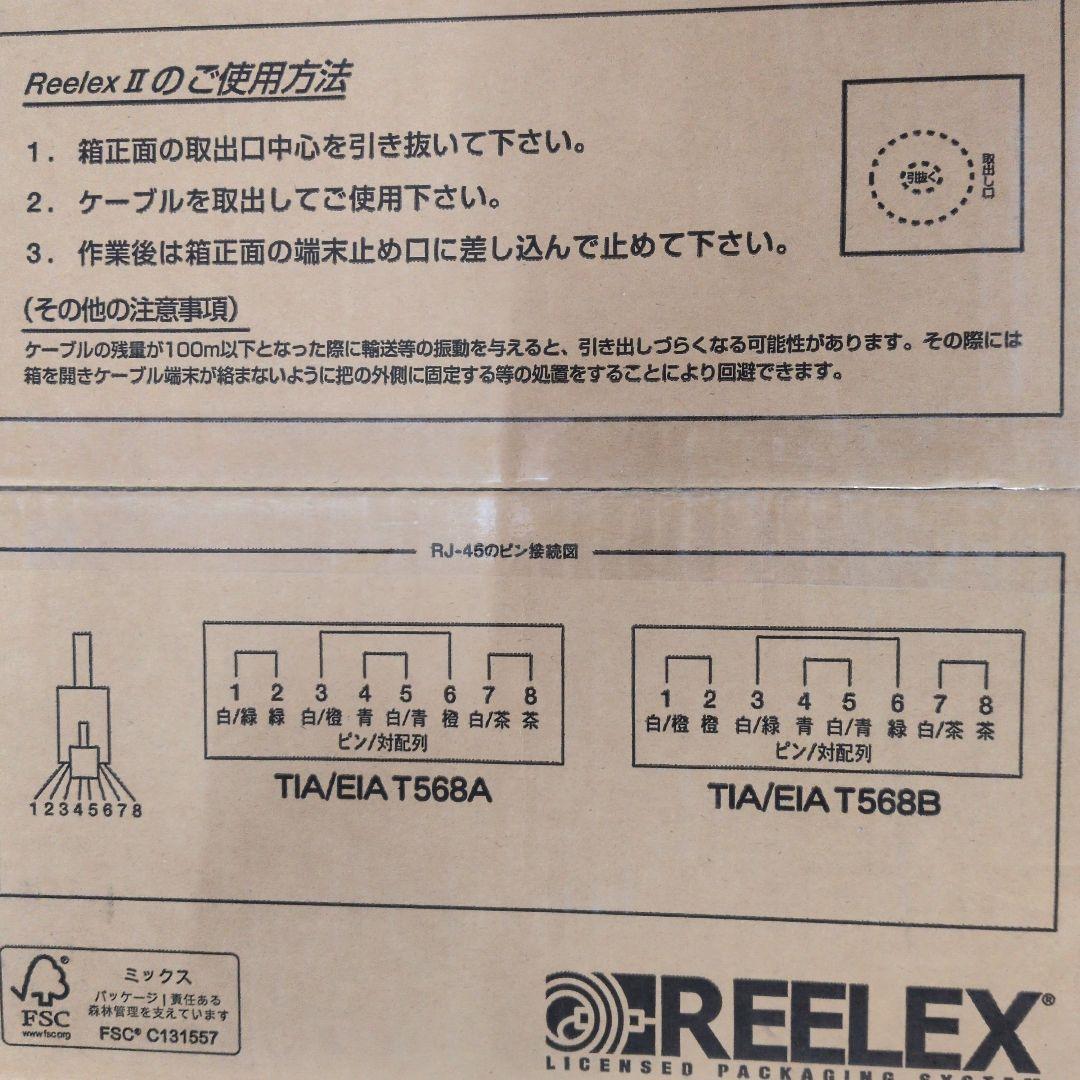 Reelex Ⅱのご使用方法
1. 箱正面の取出口中心を引き抜いて下さい。
2. ケーブルを取出してご使用下さい。
3. 作業後は箱正面の端末止め口に差し込んで止めて下さい。
引抜く
取出し口
(その他の注意事項)
ケーブルの残量が100m以下となった際に輸送等の振動を与えると、引き出しづらくなる可能性があります。その際には
箱を開きケーブル端末が絡まないように把の外側に固定する等の処置をすることにより回避できます。
RJ-45のピン接続図
12345678
1 2 3 4 5 6 7 8
白/緑 緑 白/橙 青 白/青 橙 白/茶 茶
ピン/対配列
TIA/EIA T568A
1 2 3 4 5 6 7 8
白/橙 橙 白/緑 青 白/青 緑 白/茶 茶
ピン/対配列
TIA/EIA T568B
FSC
www.fsc.org
ミックス
パッケージ | 責任ある
森林管理を支えています
FSC® C131557
REELEX®
LICENSED PACKAGING SYSTEM